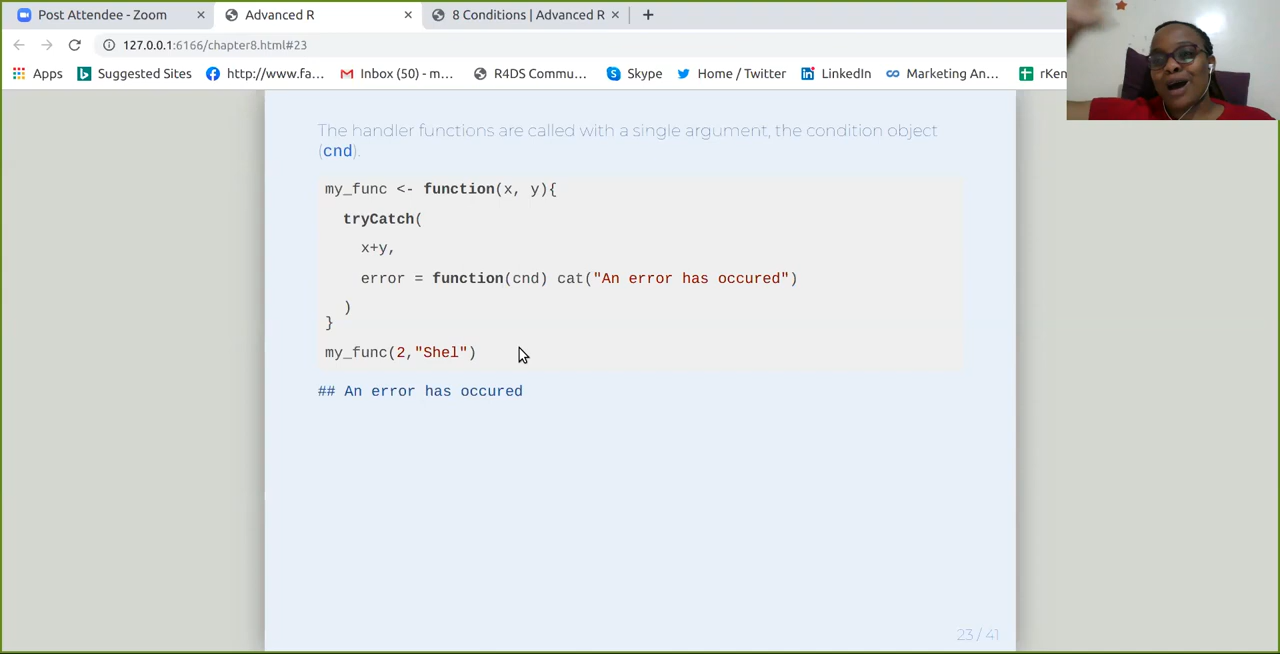 Post Attendee - Zoom
Advanced R
8 Conditions | Advanced R
127.0.0.1:6166/chapter8.html#23
Apps
Suggested Sites
http://www.fa...
Inbox (50) - m...
R4DS Commu...
Skype
Home / Twitter
LinkedIn
Marketing An...
rKen
The handler functions are called with a single argument, the condition object
(cnd).
my_func <- function(x, y){
tryCatch(
x+y,
error = function(cnd) cat("An error has occured")
)
}
my_func(2,"Shel")
## An error has occured
23 / 41